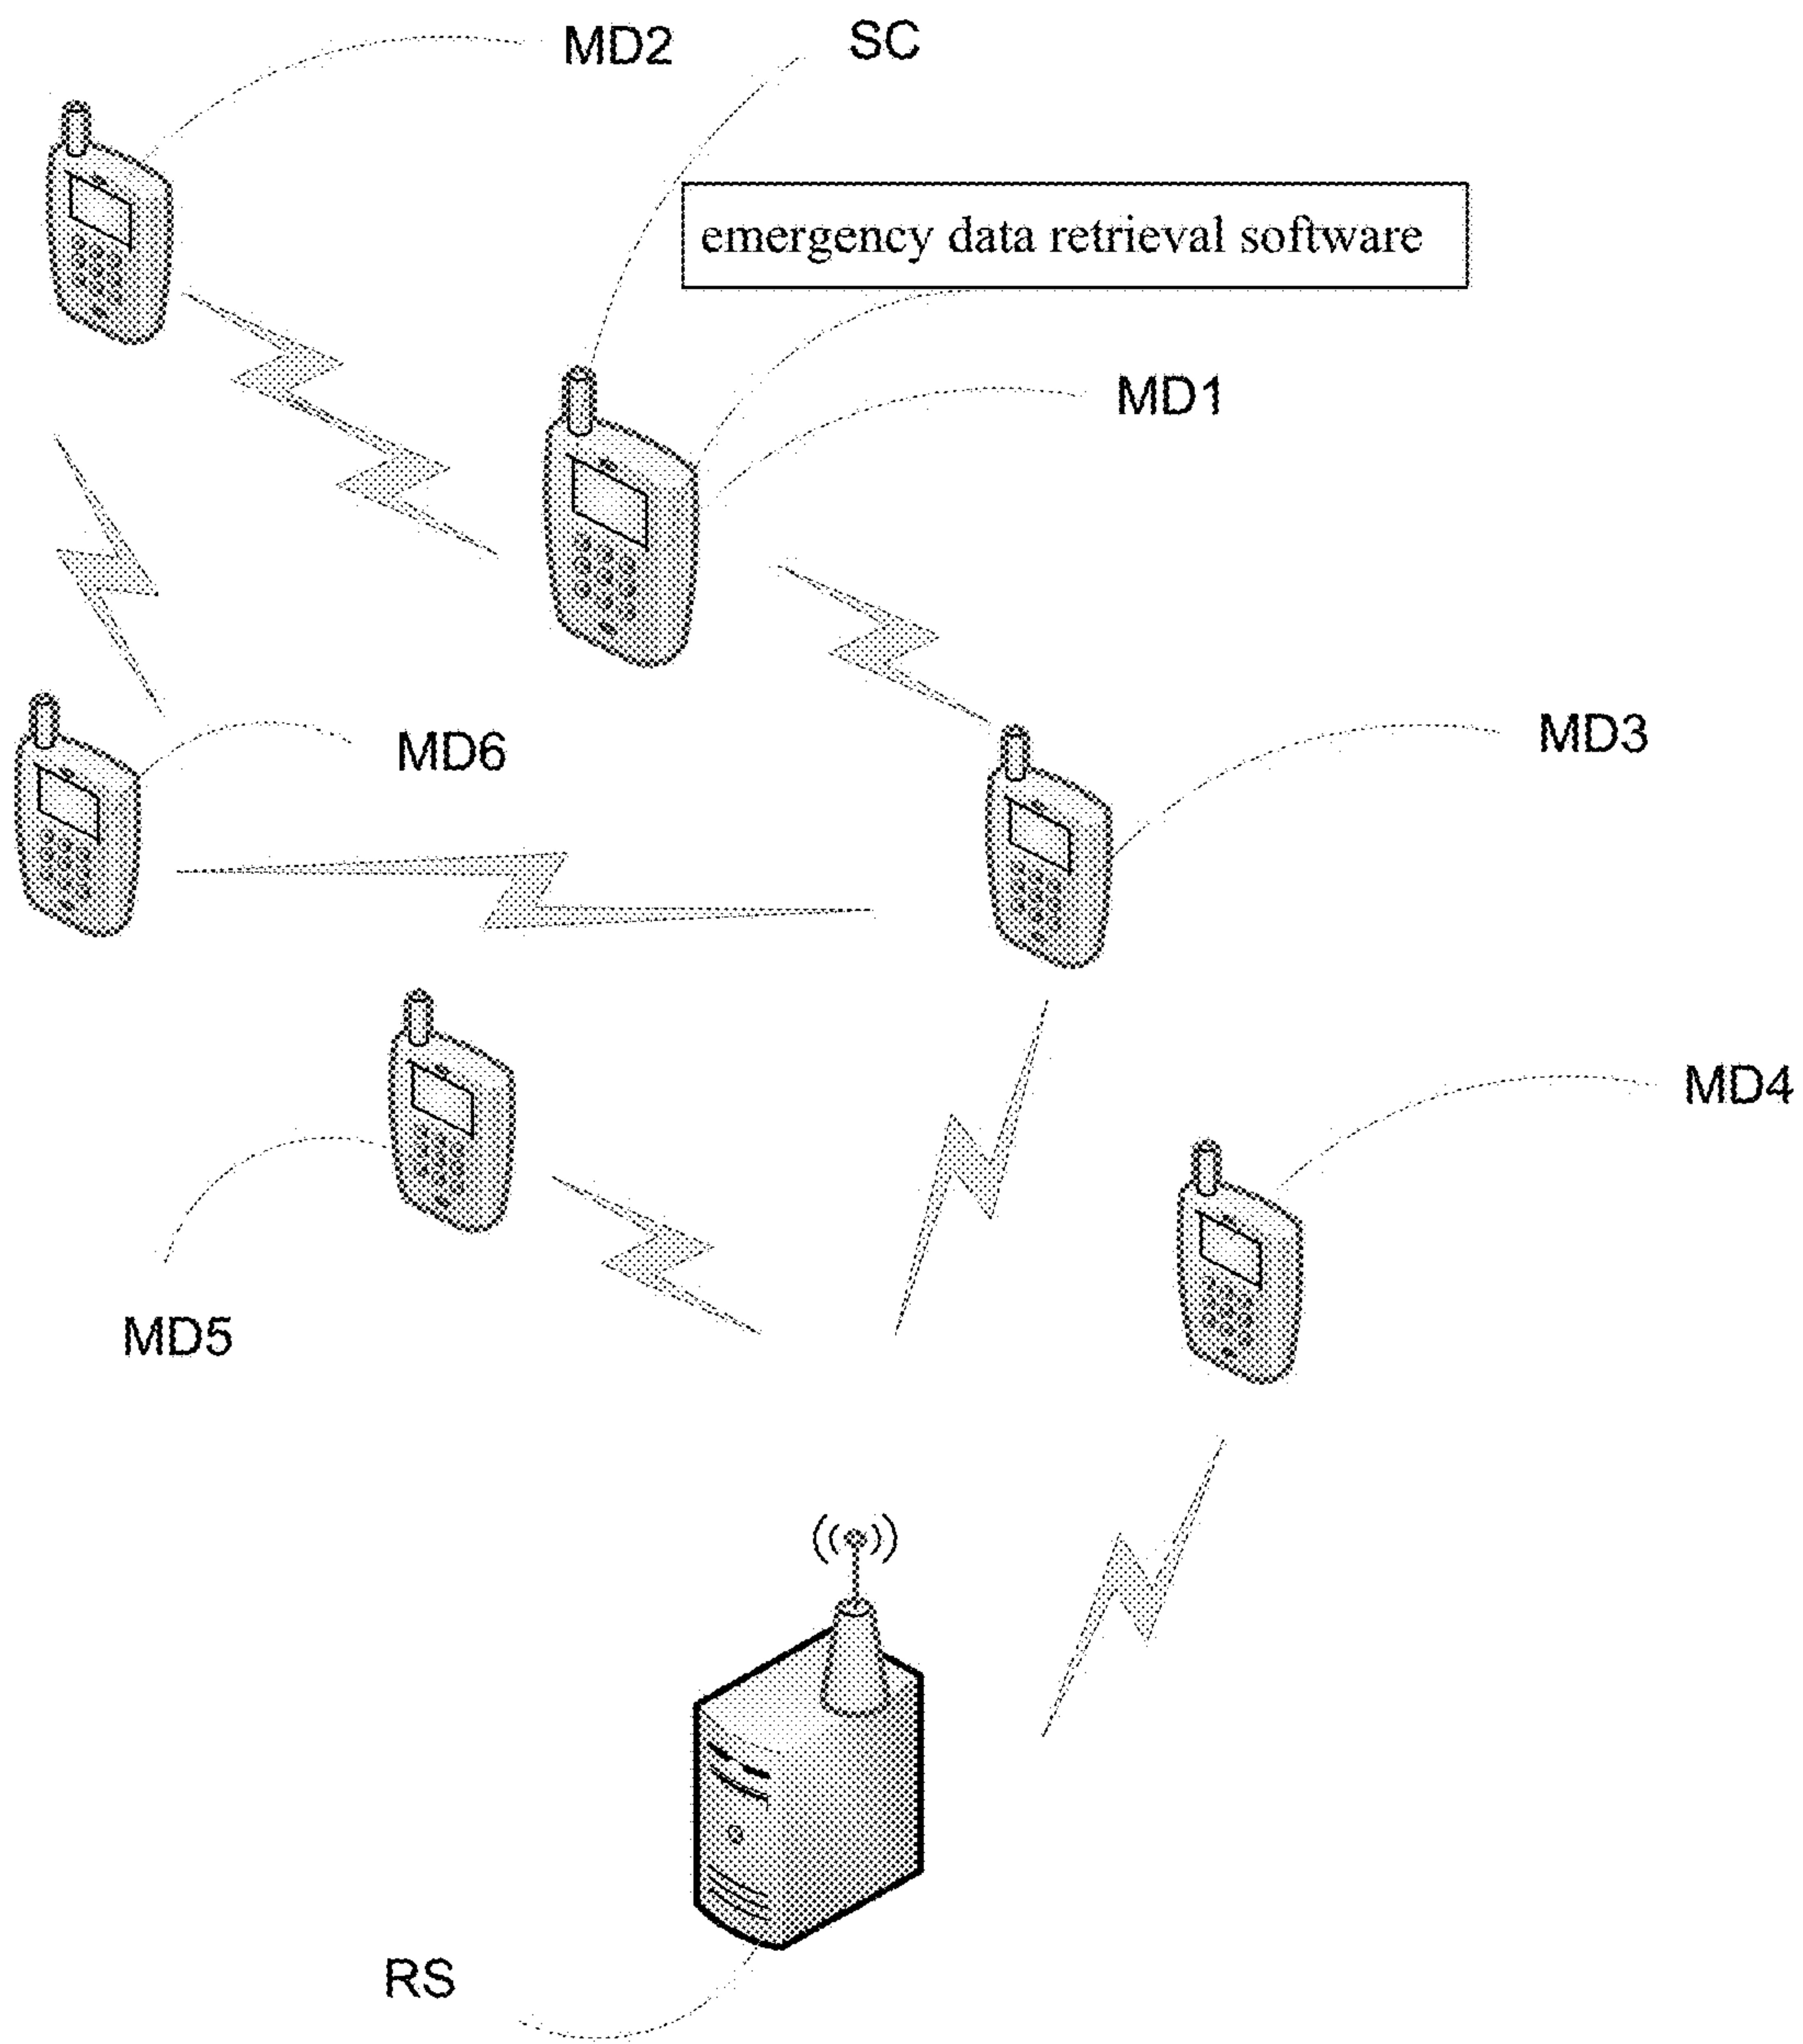 MD2
SC
emergency data retrieval software
MD1
MD3
MD6
MD4
MD5
RS